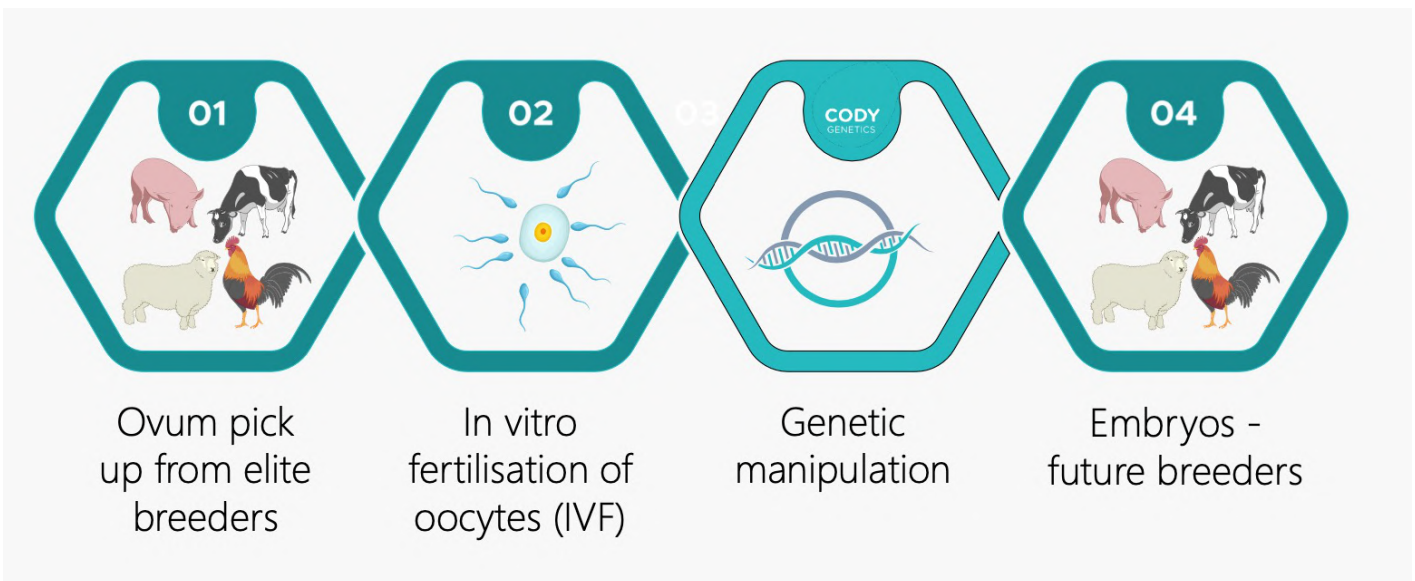 01
Ovum pick
up from elite
breeders
02
In vitro
fertilisation of
oocytes (IVF)
03
CODY
GENETICS
Genetic
manipulation
04
Embryos -
future breeders